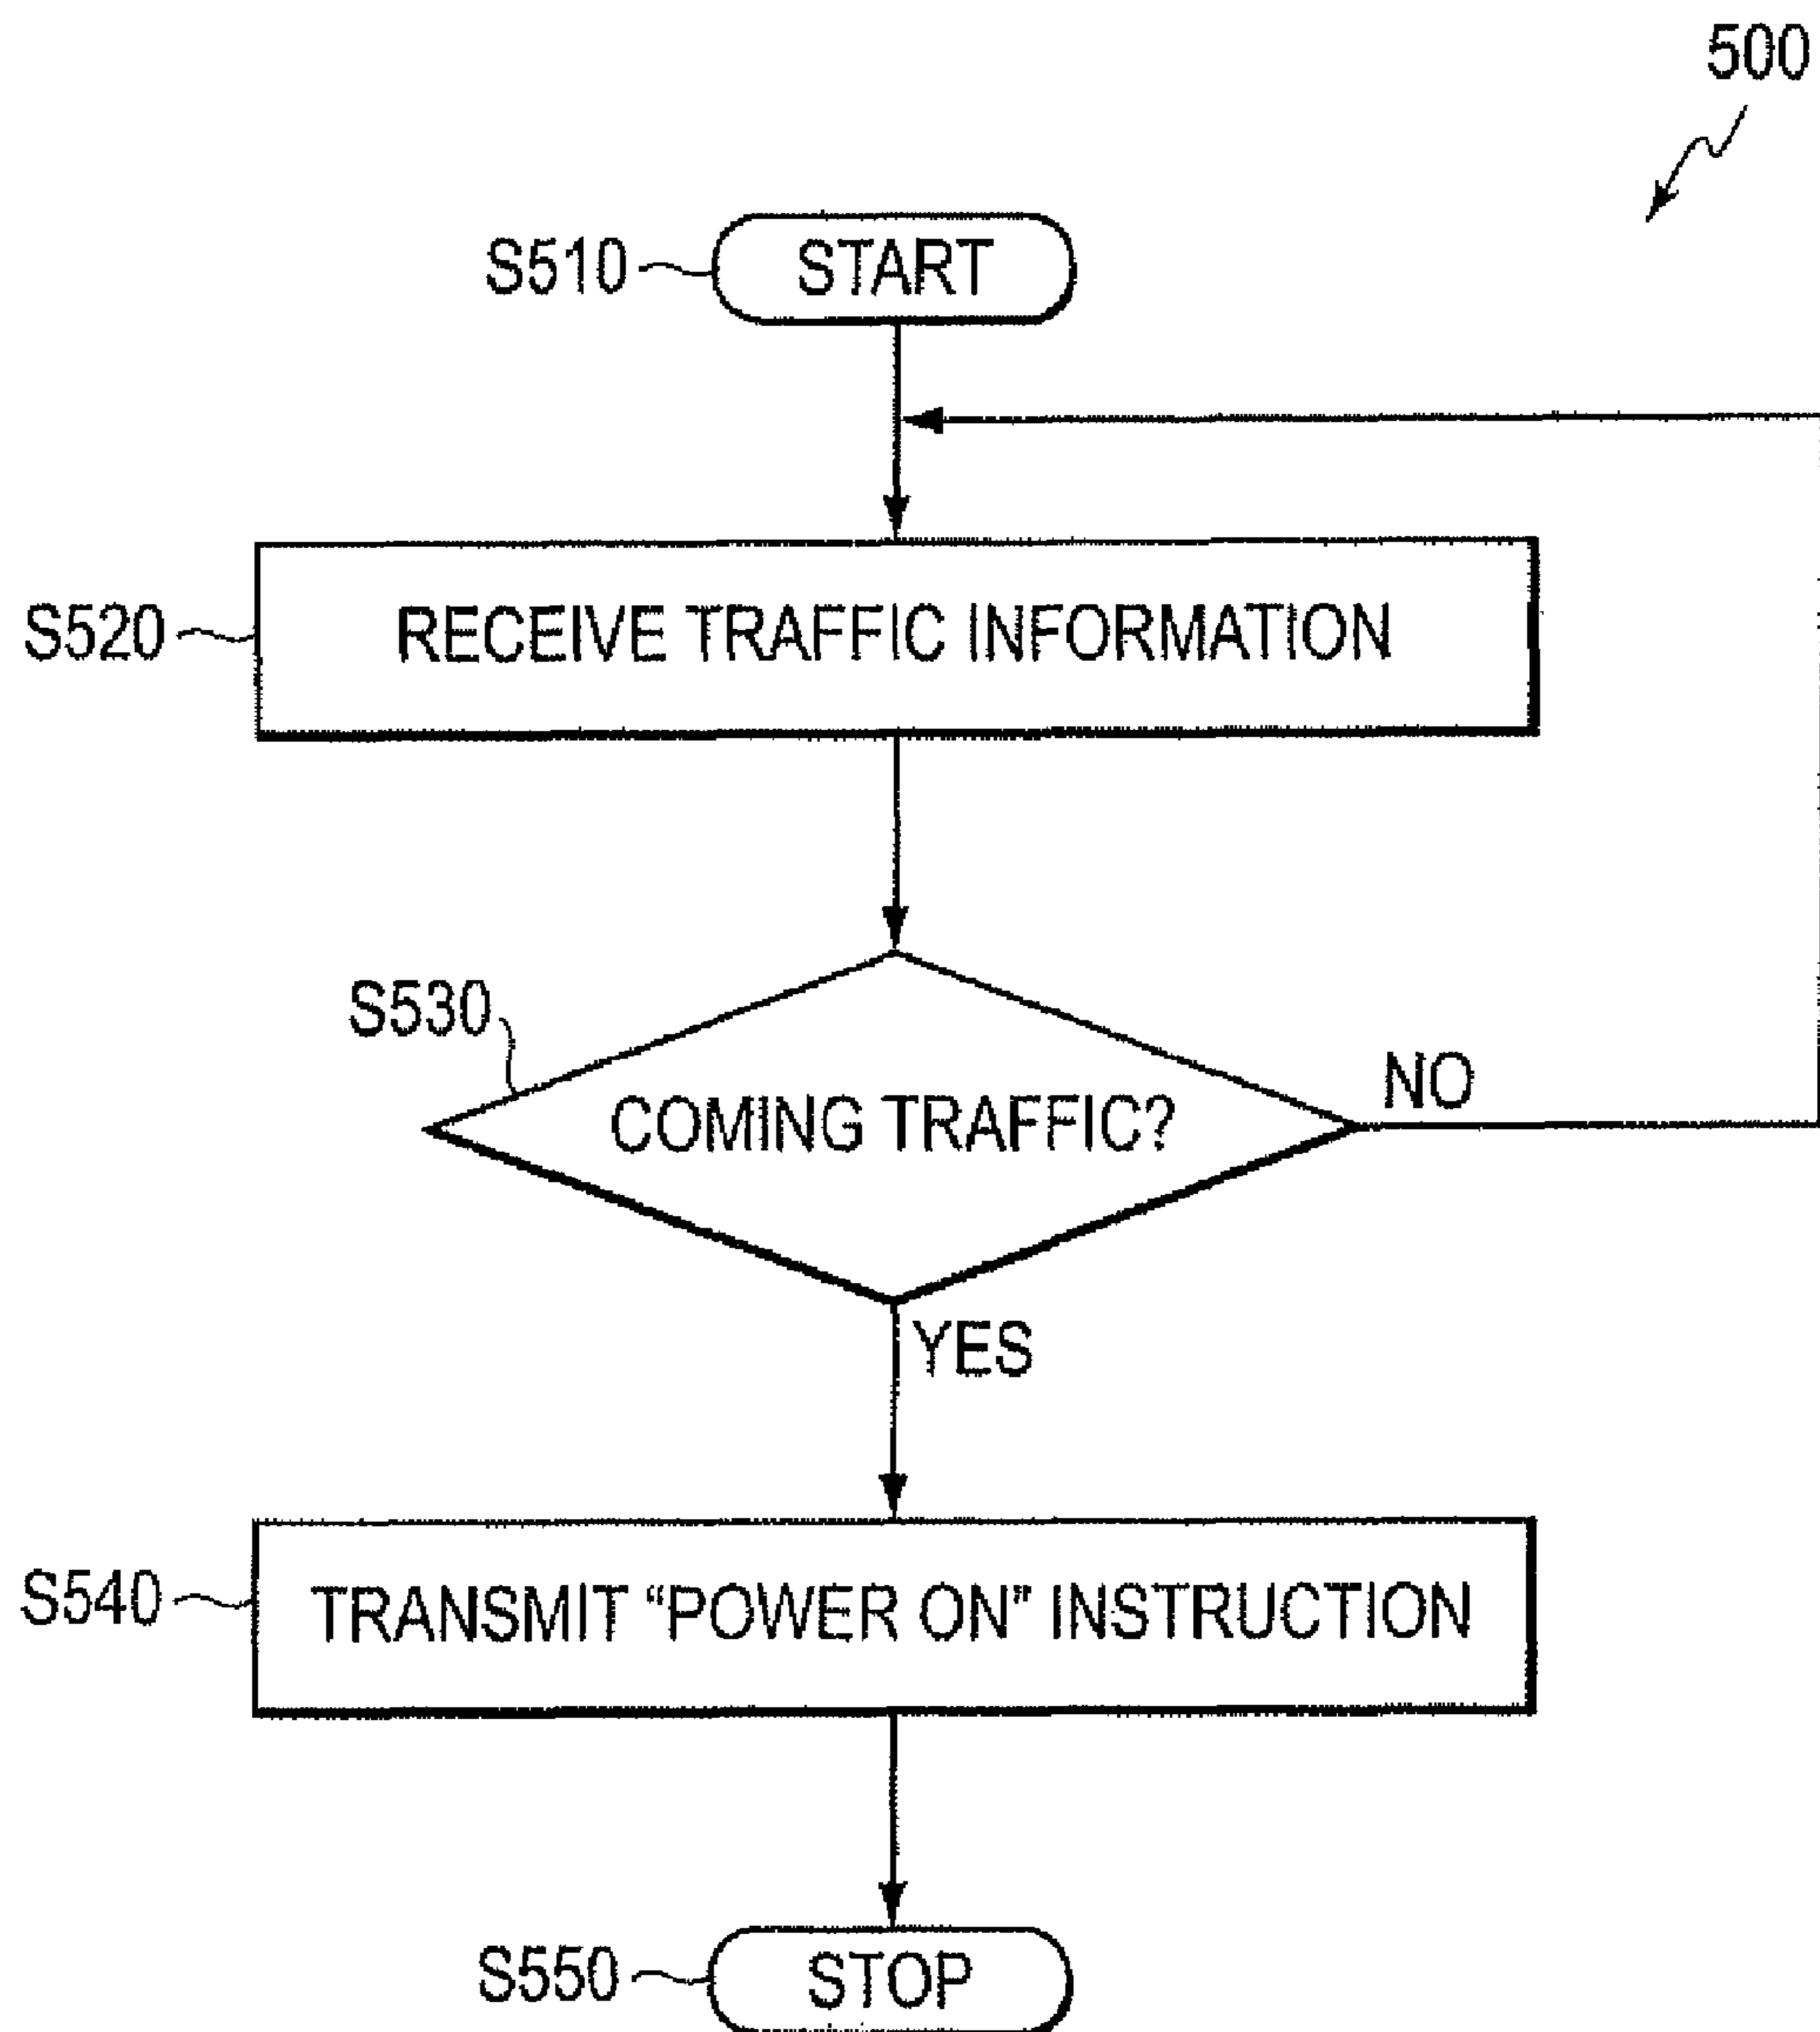 500
S510
START
S520
RECEIVE TRAFFIC INFORMATION
S530
COMING TRAFFIC?
NO
YES
S540
TRANSMIT “POWER ON” INSTRUCTION
S550
STOP